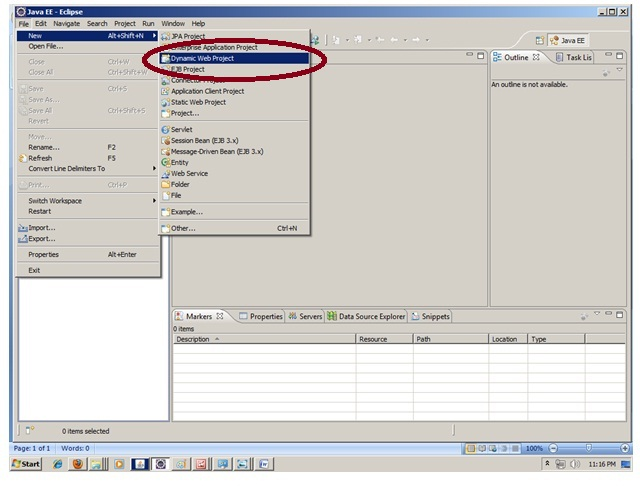 Java EE - Eclipse
File Edit Navigate Search Project Run Window Help
New Alt+Shift+N
Open File...
Close Ctrl+W
Close All Ctrl+Shift+W
Save Ctrl+S
Save As...
Save All Ctrl+Shift+S
Revert
Move...
Rename... F2
Refresh F5
Convert Line Delimiters To
Print... Ctrl+P
Switch Workspace
Restart
Import...
Export...
Properties Alt+Enter
Exit
JPA Project
Enterprise Application Project
Dynamic Web Project
EJB Project
Connector Project
Application Client Project
Static Web Project
Project...
Servlet
Session Bean (EJB 3.x)
Message-Driven Bean (EJB 3.x)
Entity
Web Service
Folder
File
Example...
Other... Ctrl+N
Java EE
Outline Task Lis
An outline is not available.
Markers Properties Servers Data Source Explorer Snippets
0 items
Description Resource Path Location Type
0 items selected
Page: 1 of 1 Words: 0 100%
Start 11:16 PM